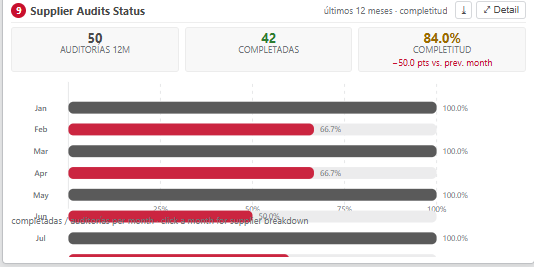 9 Supplier Audits Status
últimos 12 meses · completitud
⤓
⤢ Detail
50
AUDITORÍAS 12M
42
COMPLETADAS
84.0%
COMPLETITUD
−50.0 pts vs. prev. month
Jan 100.0%
Feb 66.7%
Mar 100.0%
Apr 66.7%
May 100.0%
25% 50% 75% 100%
Jun 50.0%
completadas / auditorías per month · click a month for supplier breakdown
Jul 100.0%